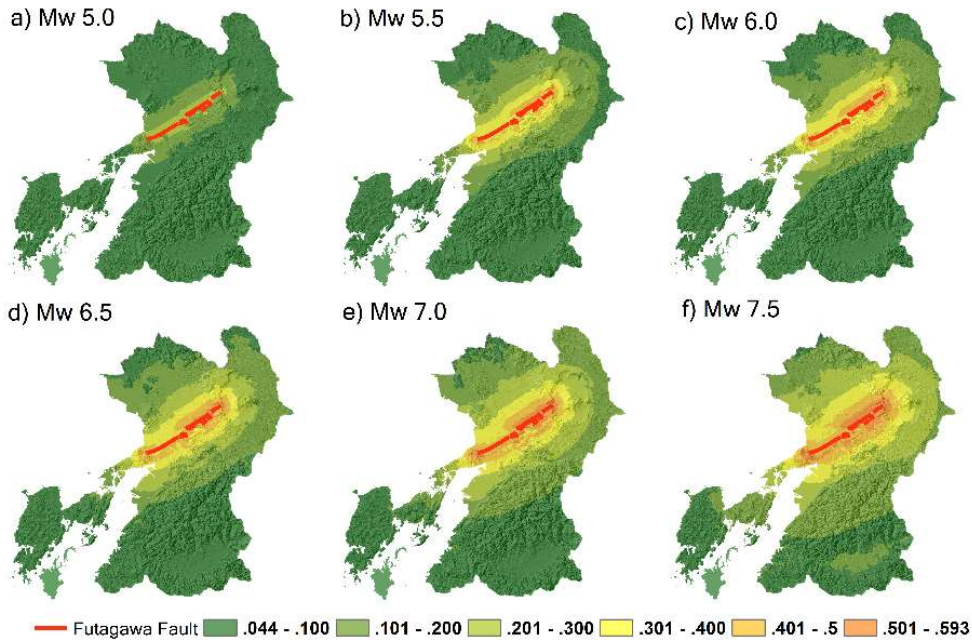 a) Mw 5.0
b) Mw 5.5
c) Mw 6.0
d) Mw 6.5
e) Mw 7.0
f) Mw 7.5
Futagawa Fault .044 - .100 .101 - .200 .201 - .300 .301 - .400 .401 - .5 .501 - .593